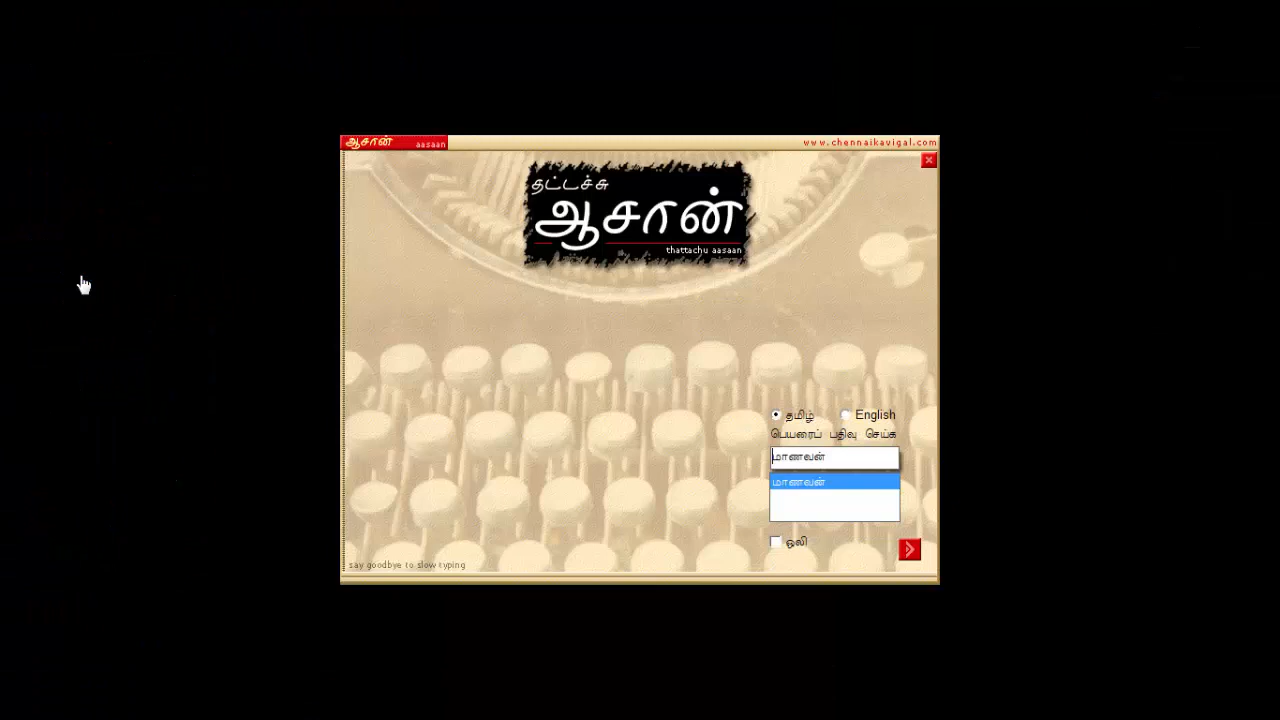 ஆசான் aasaan www.chennaikavigal.com
தட்டச்சு
ஆசான்
thattachu aasaan
தமிழ் English
பெயரைப் பதிவு செய்க
மாணவன்
மாணவன்
ஒலி
say goodbye to slow typing